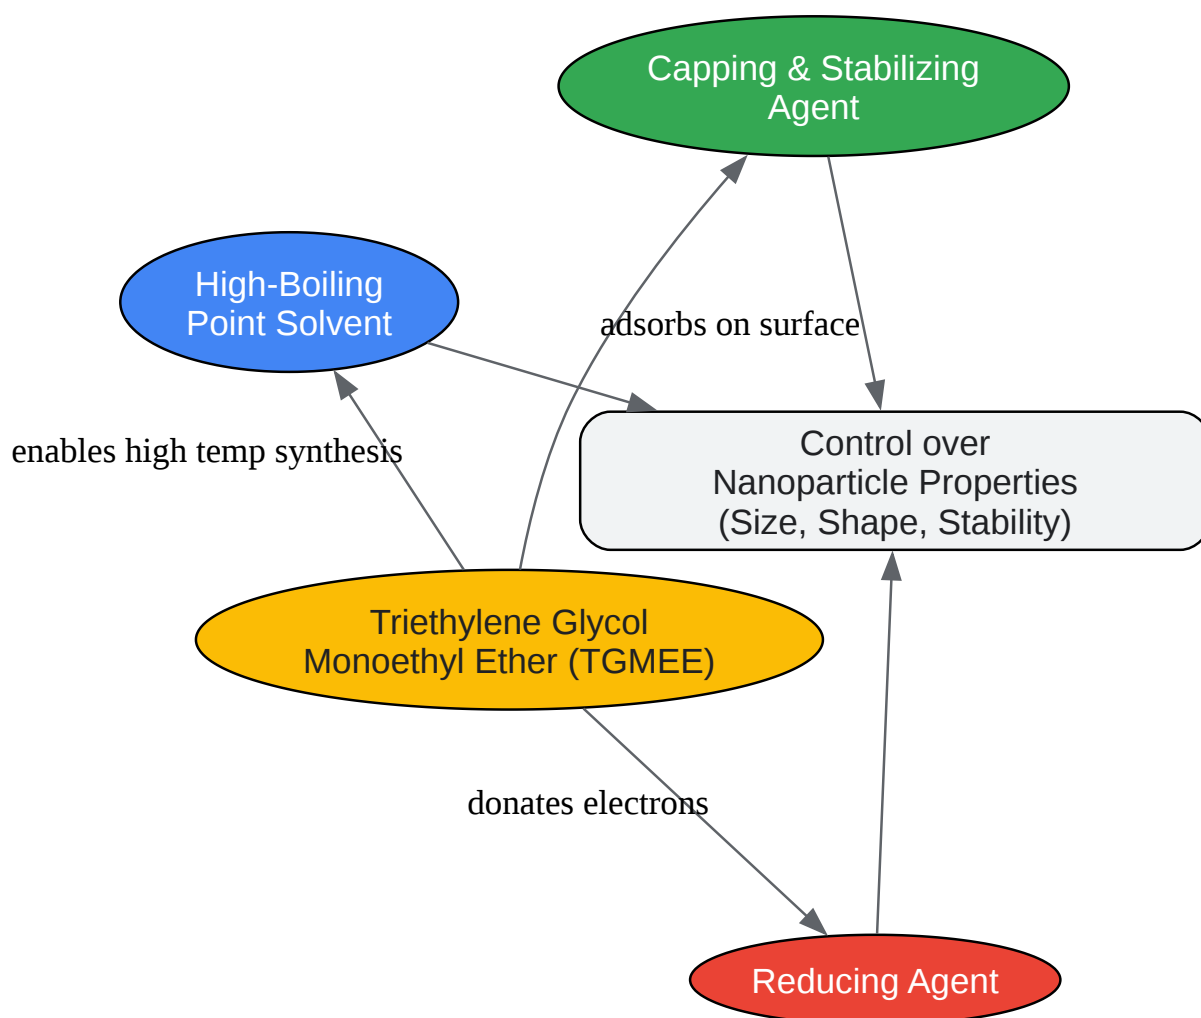 Capping & Stabilizing
Agent
High-Boiling
Point Solvent
adsorbs on surface
enables high temp synthesis
Control over
Nanoparticle Properties
(Size, Shape, Stability)
Triethylene Glycol
Monoethyl Ether (TGMEE)
donates electrons
Reducing Agent